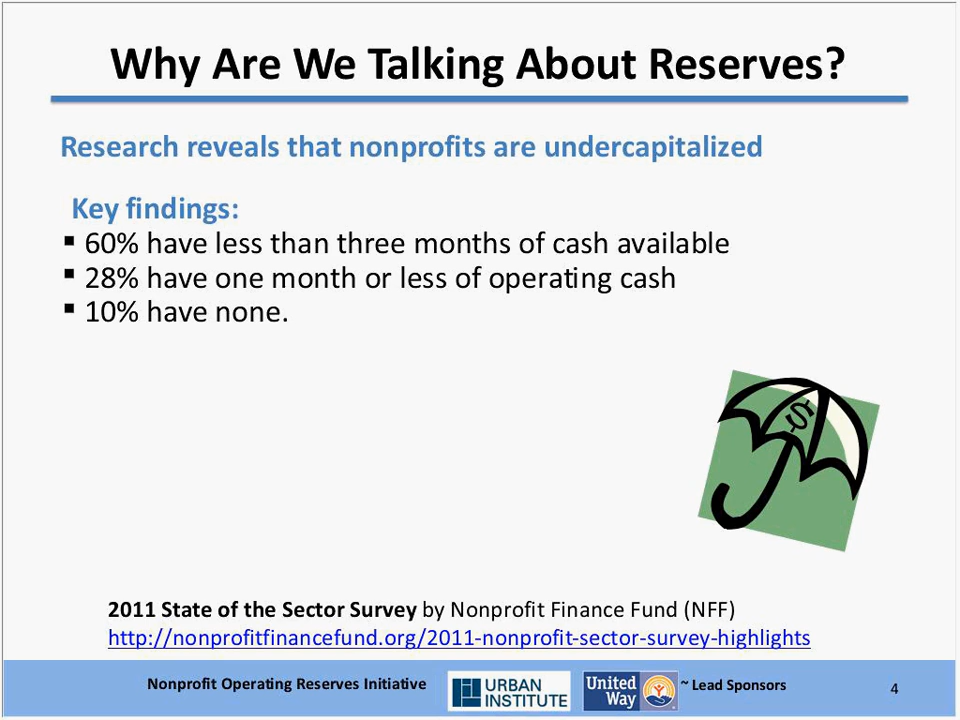 Why Are We Talking About Reserves?
Research reveals that nonprofits are undercapitalized
Key findings:
▪ 60% have less than three months of cash available
▪ 28% have one month or less of operating cash
▪ 10% have none.
$
2011 State of the Sector Survey by Nonprofit Finance Fund (NFF)
http://nonprofitfinancefund.org/2011-nonprofit-sector-survey-highlights
Nonprofit Operating Reserves Initiative
URBAN
INSTITUTE
United
Way
~ Lead Sponsors
4